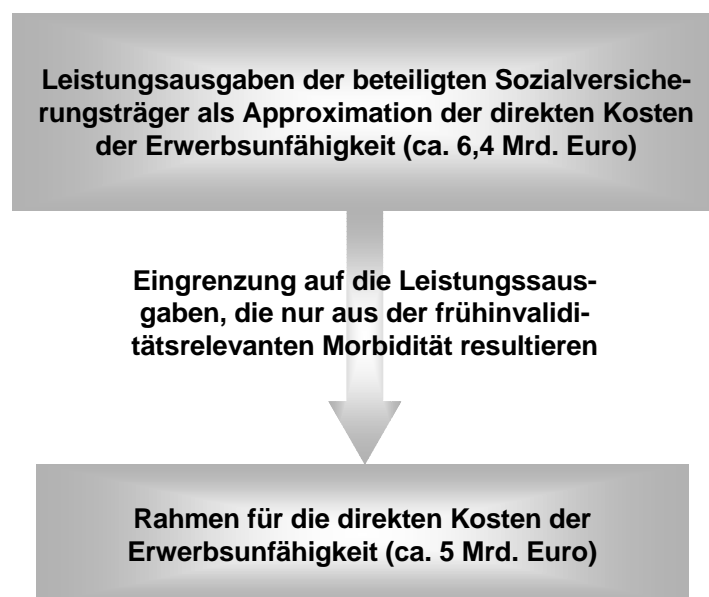 Leistungsausgaben der beteiligten Sozialversiche-
rungsträger als Approximation der direkten Kosten
der Erwerbsunfähigkeit (ca. 6,4 Mrd. Euro)
Eingrenzung auf die Leistungssaus-
gaben, die nur aus der frühinvalidi-
tätsrelevanten Morbidität resultieren
Rahmen für die direkten Kosten der
Erwerbsunfähigkeit (ca. 5 Mrd. Euro)